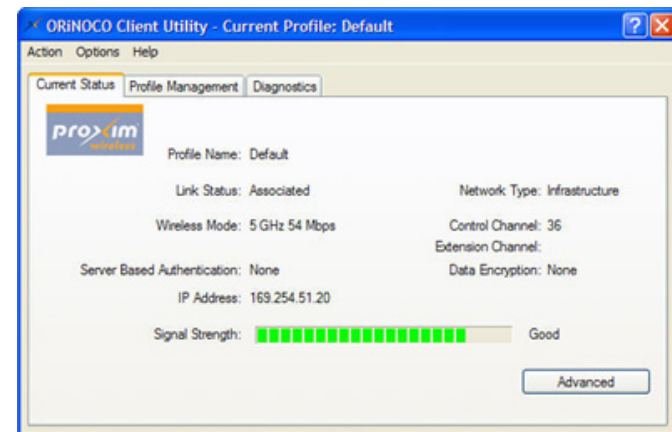 ORiNOCO Client Utility - Current Profile: Default
Action Options Help
Current Status Profile Management Diagnostics
proxim
wireless
Profile Name: Default
Link Status: Associated Network Type: Infrastructure
Wireless Mode: 5 GHz 54 Mbps Control Channel: 36
Extension Channel:
Server Based Authentication: None Data Encryption: None
IP Address: 169.254.51.20
Signal Strength: Good
Advanced